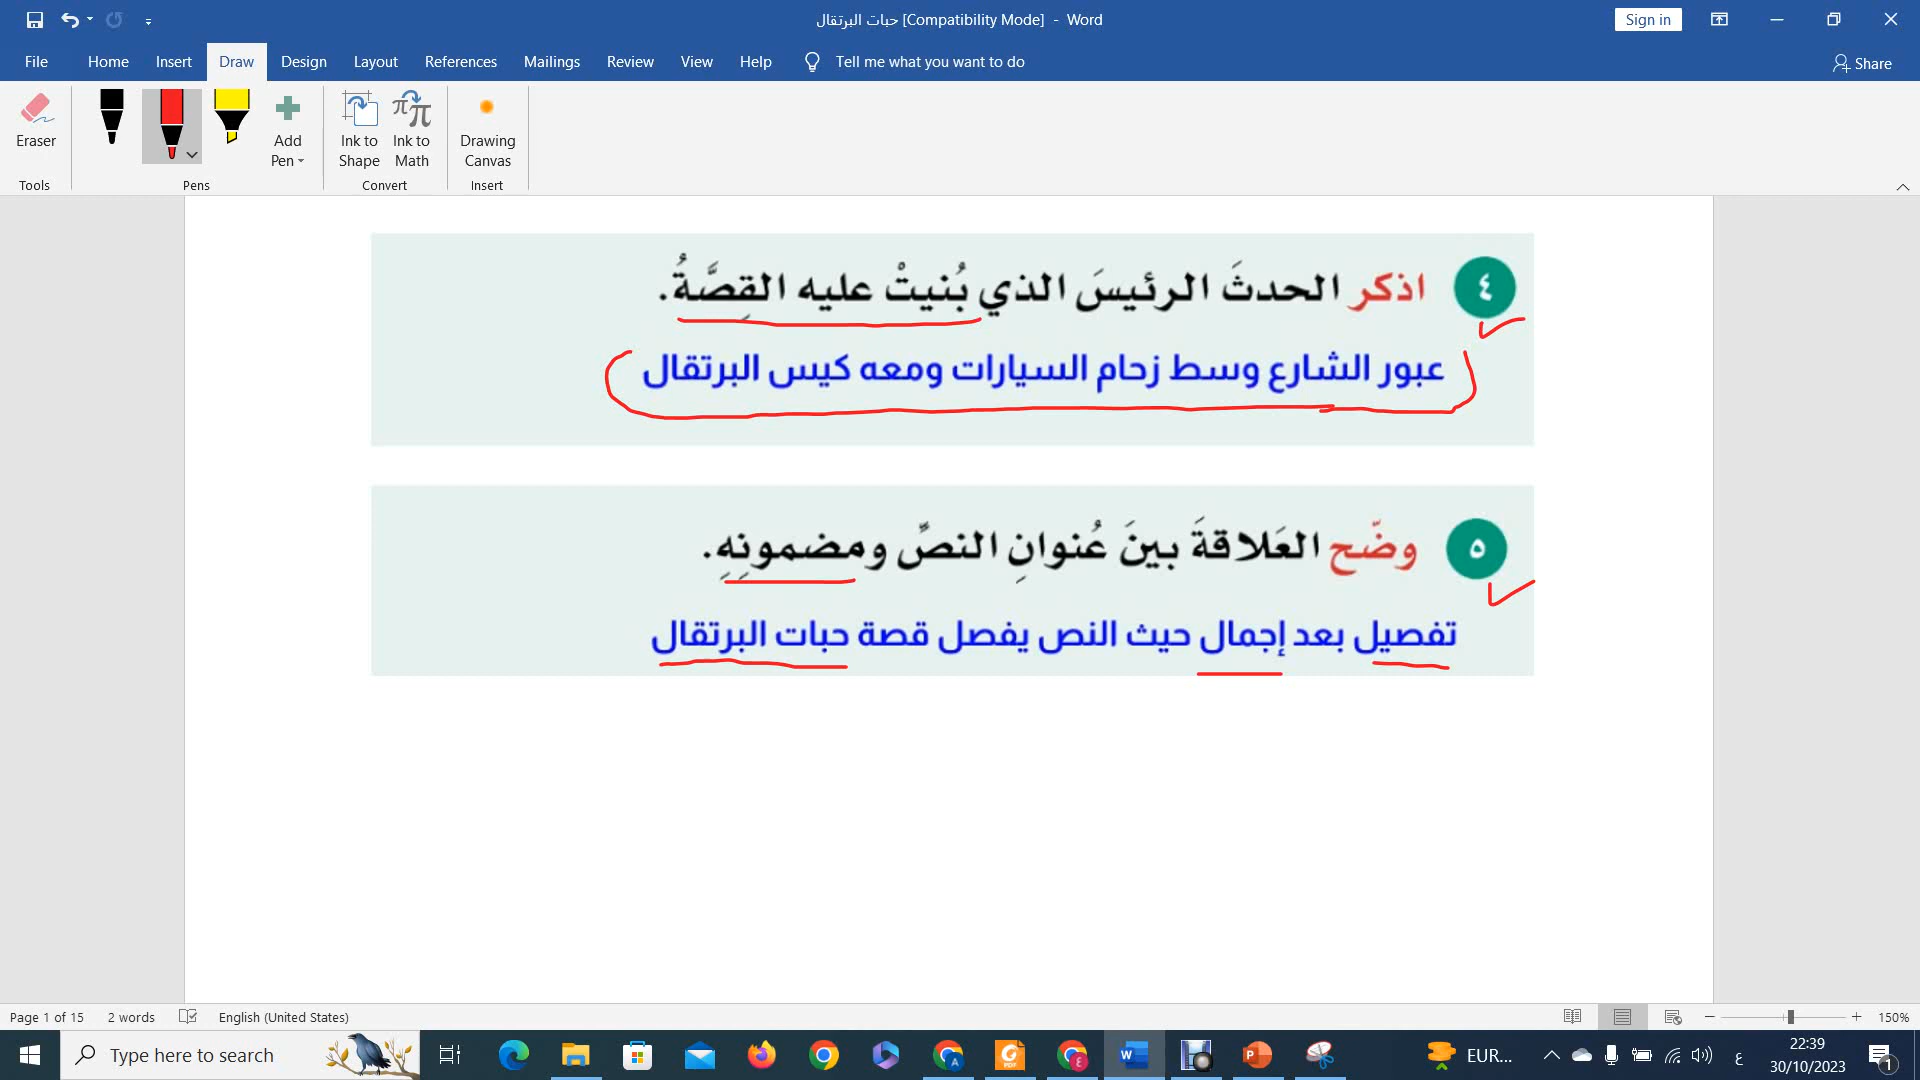 حبات البرتقال [Compatibility Mode] - Word
Sign in
File Home Insert Draw Design Layout References Mailings Review View Help Tell me what you want to do
Share
Eraser
Add Pen
Ink to Shape
Ink to Math
Drawing Canvas
Tools Pens Convert Insert
٤ اذكر الحدثَ الرئيسَ الذي بُنيتْ عليه القِصَّةُ.
عبور الشارع وسط زحام السيارات ومعه كيس البرتقال
٥ وضّح العَلاقةَ بينَ عُنوانِ النصِّ ومضمونِهِ.
تفصيل بعد إجمال حيث النص يفصل قصة حبات البرتقال
Page 1 of 15 2 words English (United States) 150%
Type here to search
EUR...
ع
22:39
30/10/2023
1